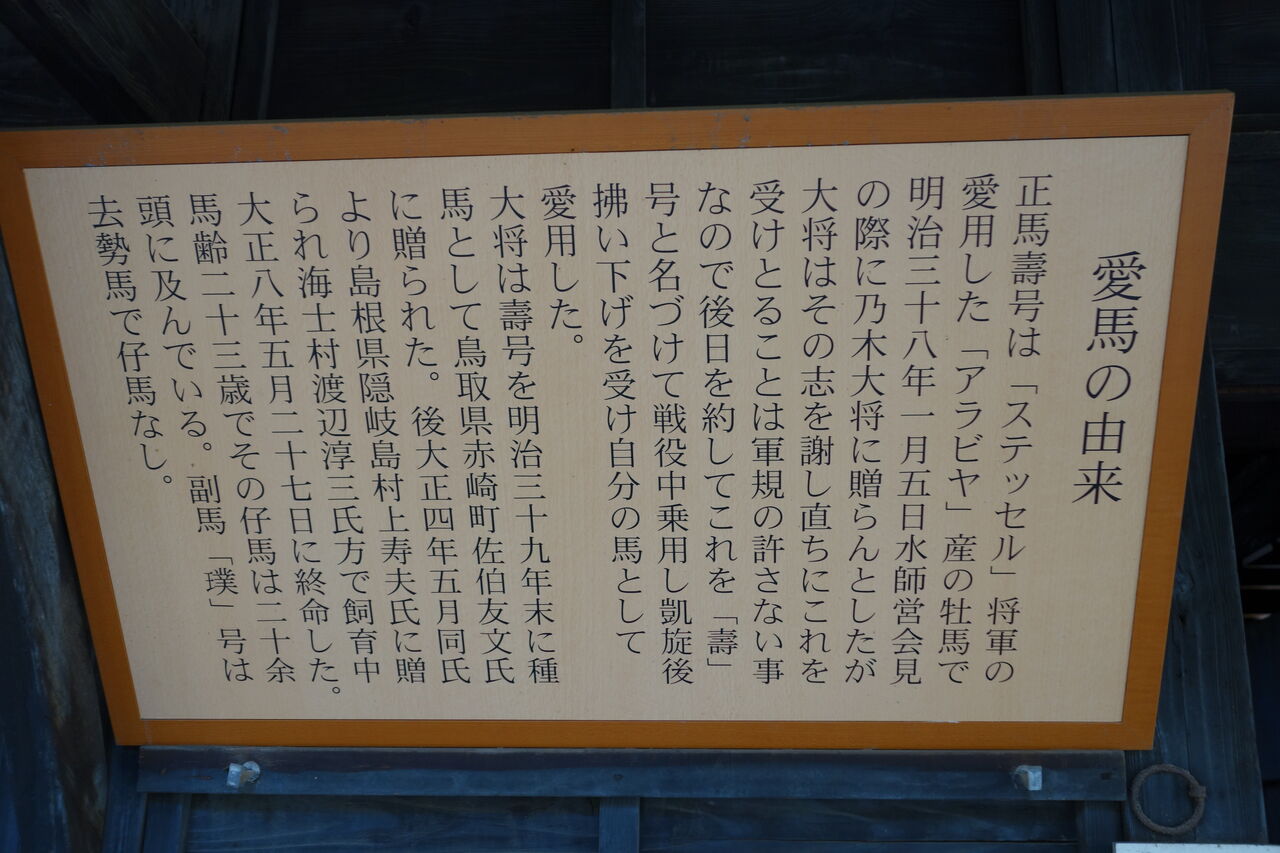 愛馬の由来
正馬壽号は「ステッセル」将軍の
愛用した「アラビヤ」産の牡馬で
明治三十八年一月五日水師営会見
の際に乃木大将に贈らんとしたが
大将はその志を謝し直ちにこれを
受けとることは軍規の許さない事
なので後日を約してこれを「壽」
号と名づけて戦役中乗用し凱旋後
拂い下げを受け自分の馬として
愛用した。
大将は壽号を明治三十九年末に種
馬として鳥取県赤崎町佐伯友文氏
に贈られた。後大正四年五月同氏
より島根県隠岐島村上寿夫氏に贈
られ海士村渡辺淳三氏方で飼育中
大正八年五月二十七日に終命した。
馬齢二十三歳でその仔馬は二十余
頭に及んでいる。副馬「璞」号は
去勢馬で仔馬なし。